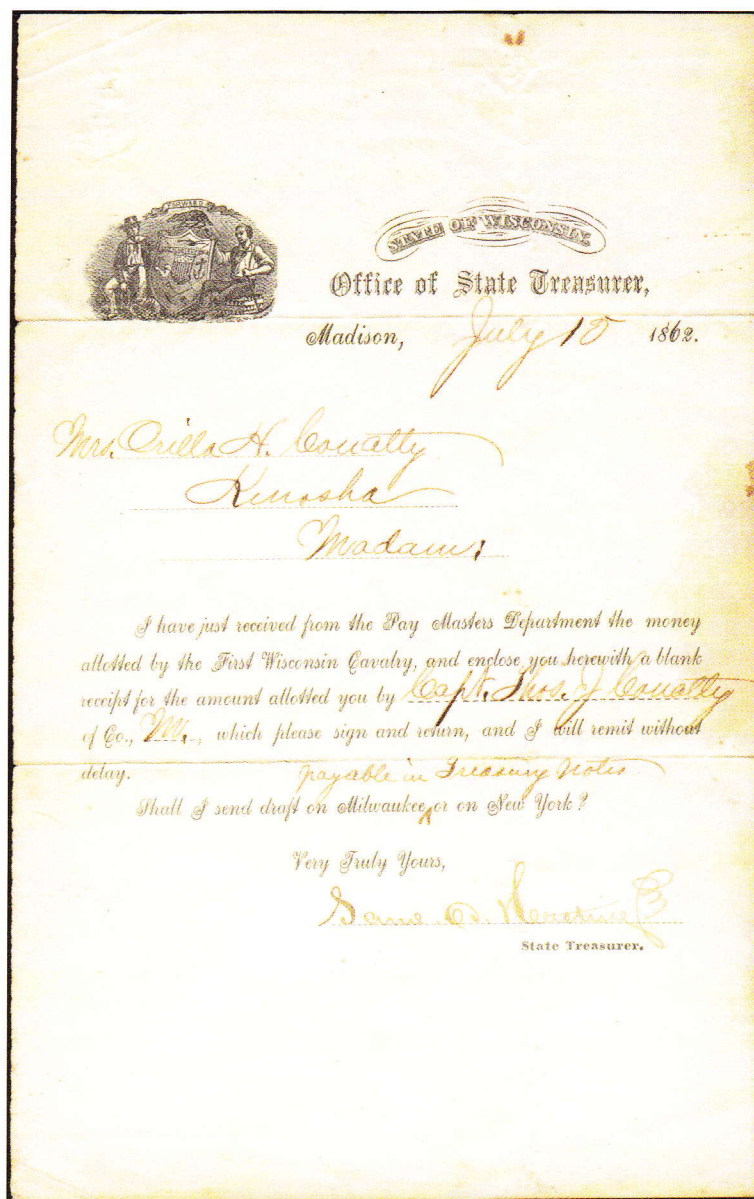 FORWARD
STATE OF WISCONSIN.
Office of State Treasurer,
Madison, July 10 1862.
Mrs. Orilla H. Conatty
Kenosha
Madam:
I have just received from the Pay Masters Department the money
allotted by the First Wisconsin Cavalry, and enclose you herewith a blank
receipt for the amount allotted you by Capt. Thos. J Conatty
of Co., M., which please sign and return, and I will remit without
delay.
payable in Treasury Notes
Shall I send draft on Milwaukee, or on New York?
Very Truly Yours,
Sam. D. Hastings
State Treasurer.